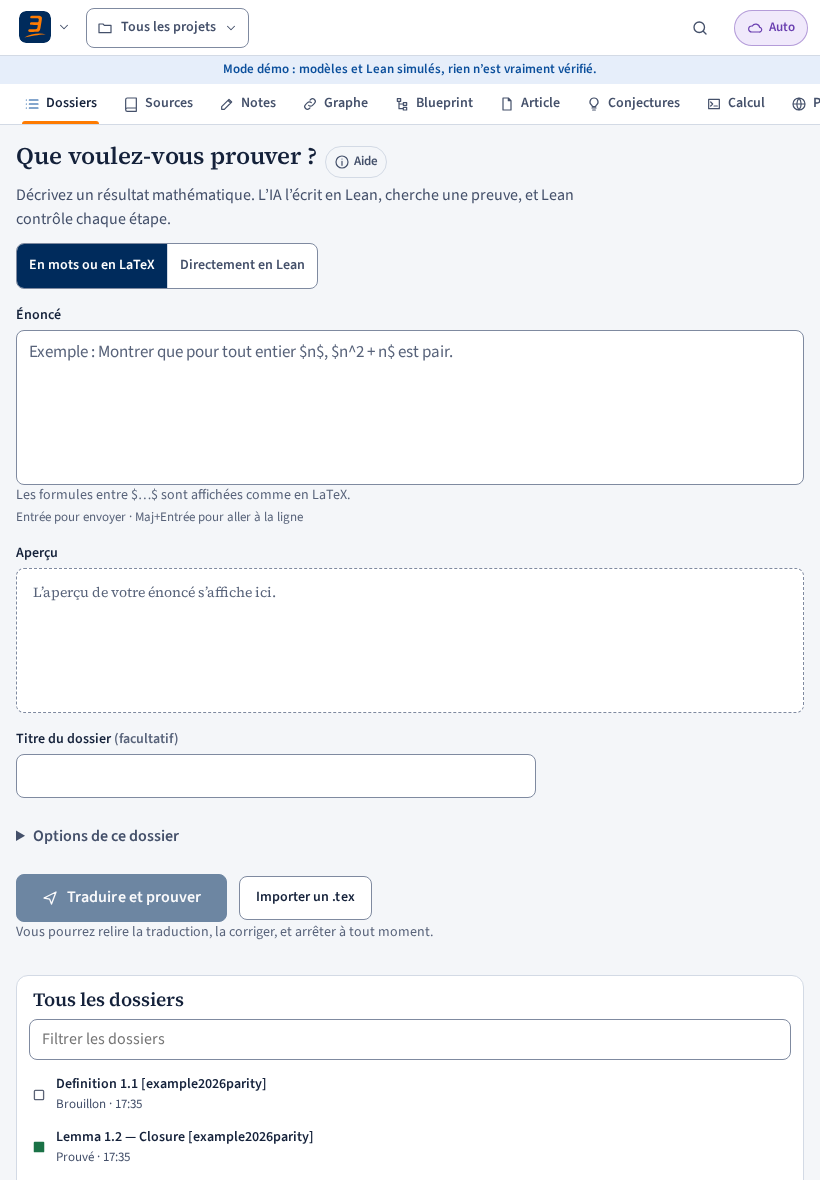 Tous les projets
Auto
Mode démo : modèles et Lean simulés, rien n’est vraiment vérifié.
Dossiers Sources Notes Graphe Blueprint Article Conjectures Calcul P
Que voulez-vous prouver ? Aide
Décrivez un résultat mathématique. L’IA l’écrit en Lean, cherche une preuve, et Lean
contrôle chaque étape.
En mots ou en LaTeX Directement en Lean
Énoncé
Exemple : Montrer que pour tout entier $n$, $n^2 + n$ est pair.
Les formules entre $…$ sont affichées comme en LaTeX.
Entrée pour envoyer · Maj+Entrée pour aller à la ligne
Aperçu
L’aperçu de votre énoncé s’affiche ici.
Titre du dossier (facultatif)
Options de ce dossier
Traduire et prouver Importer un .tex
Vous pourrez relire la traduction, la corriger, et arrêter à tout moment.
Tous les dossiers
Filtrer les dossiers
Definition 1.1 [example2026parity]
Brouillon · 17:35
Lemma 1.2 — Closure [example2026parity]
Prouvé · 17:35